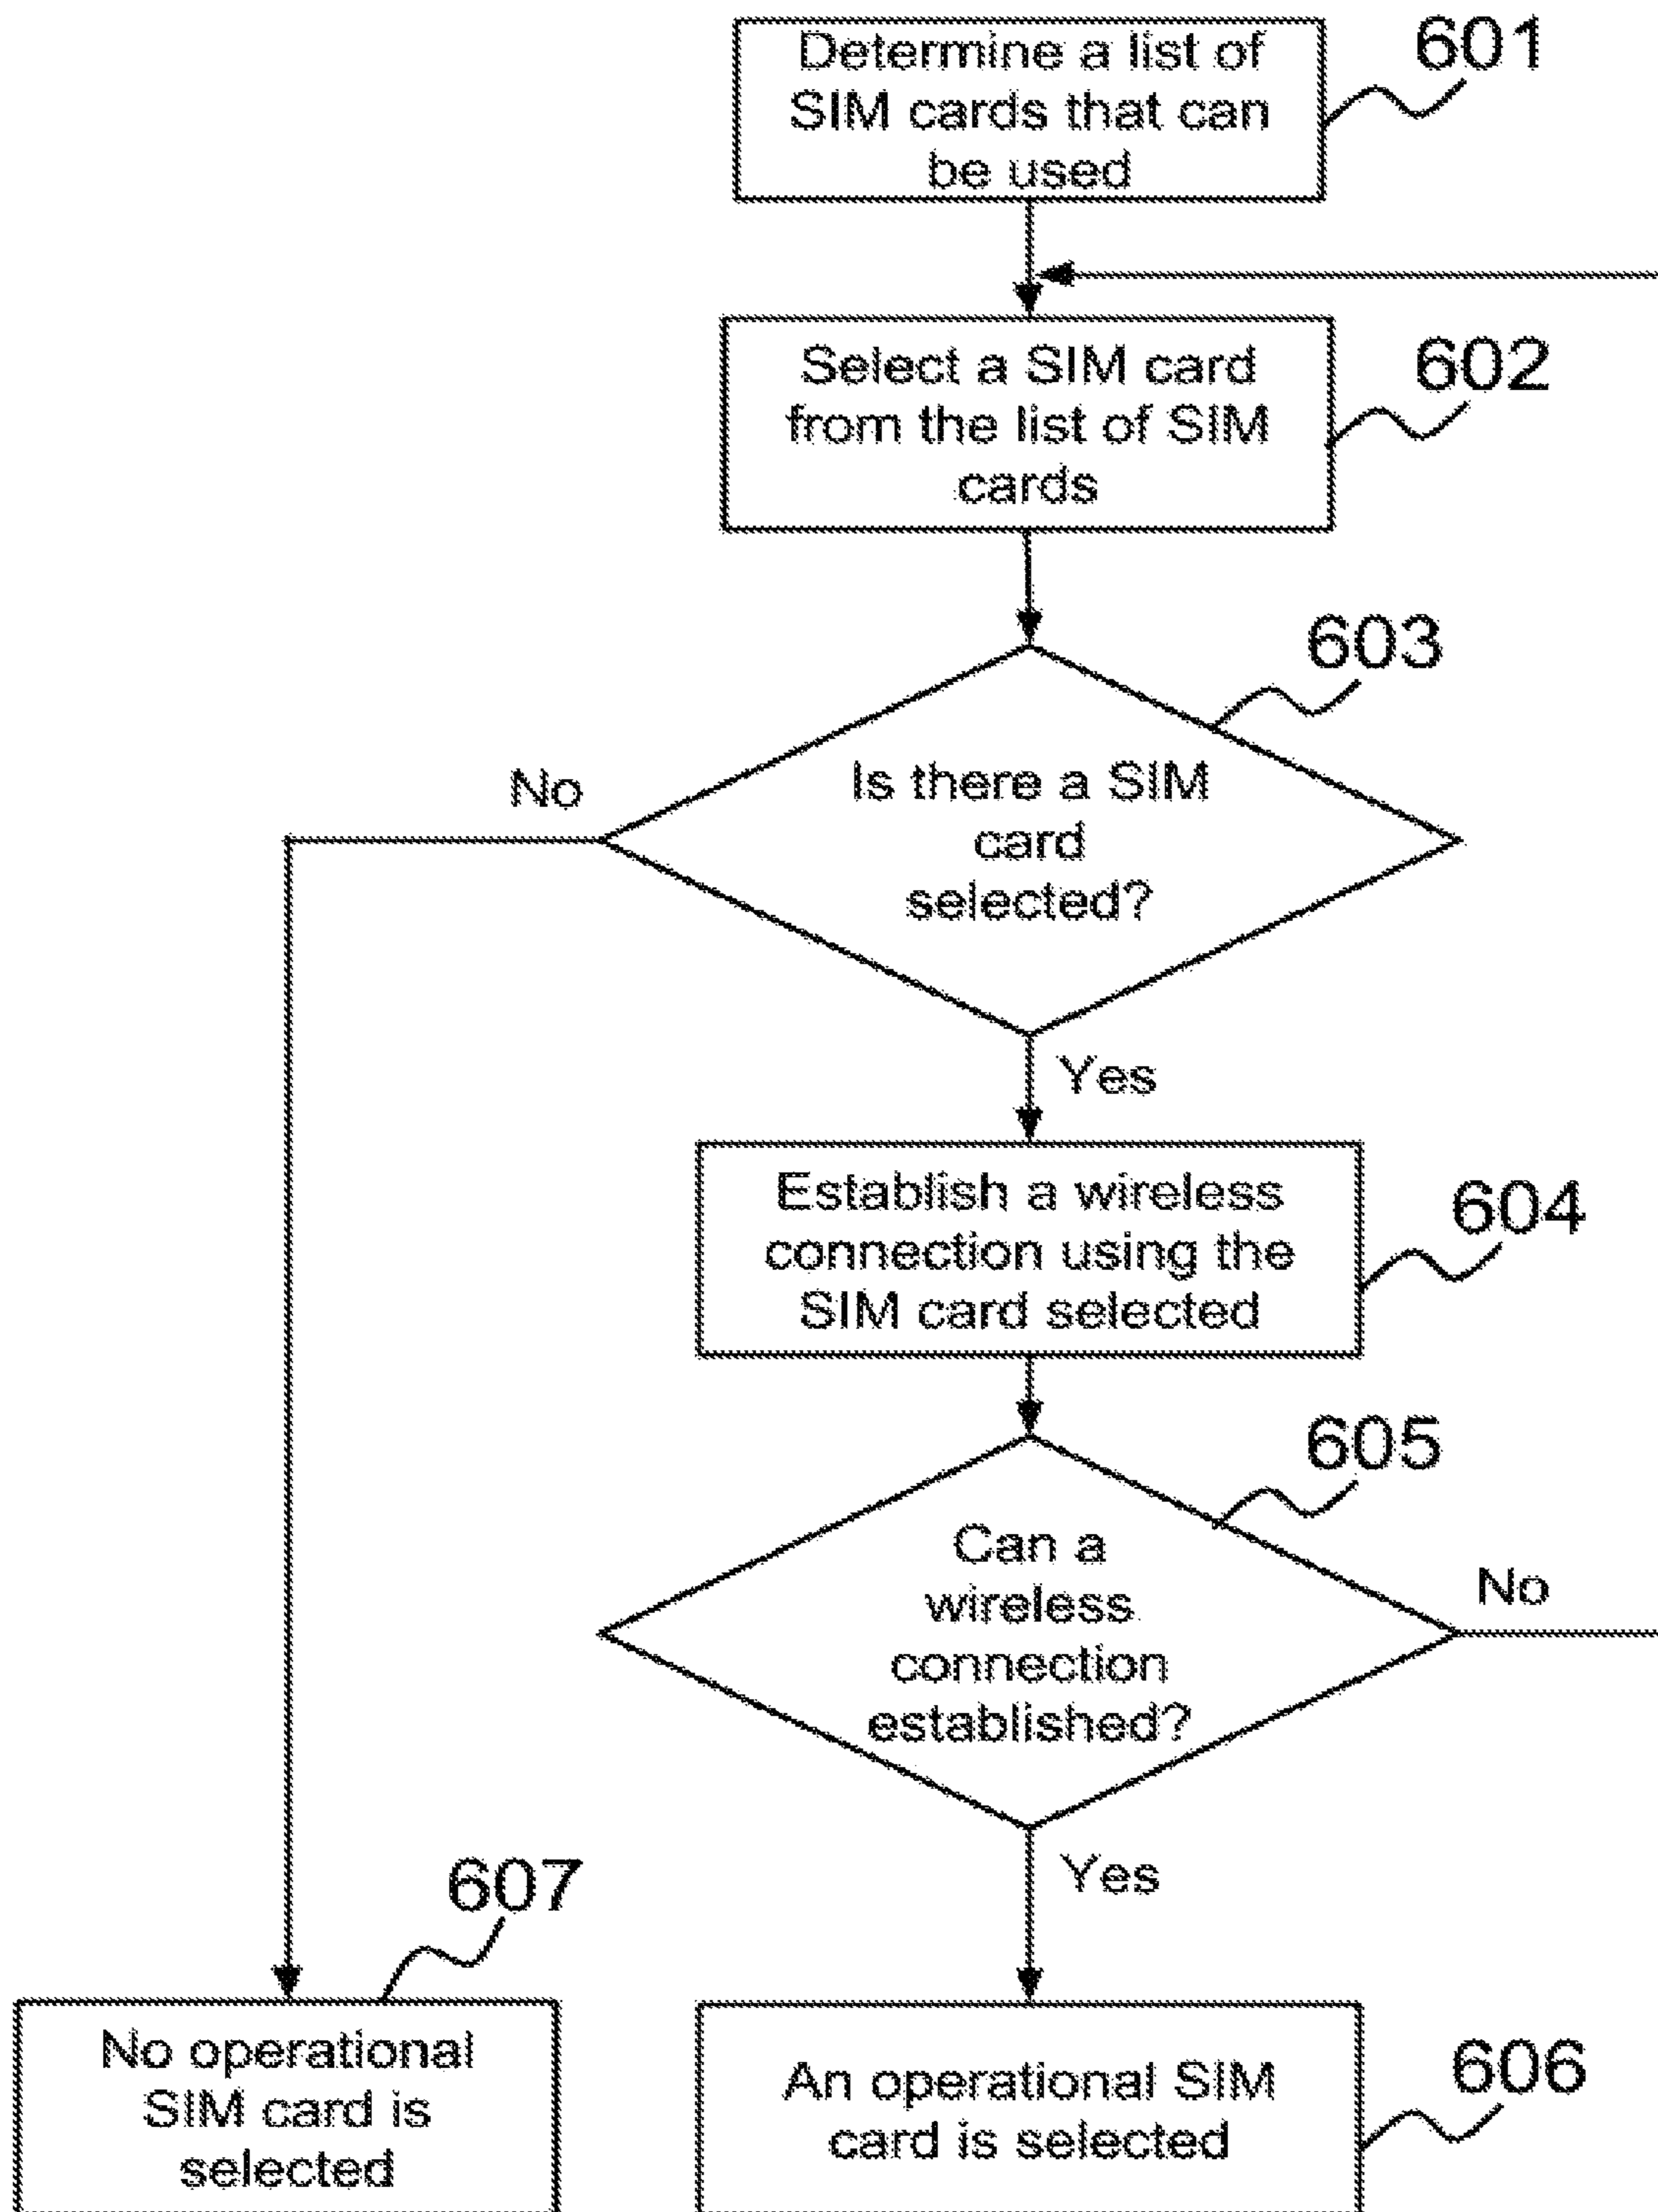 Determine a list of
SIM cards that can
be used
601
Select a SIM card
from the list of SIM
cards
602
603
Is there a SIM
card
selected?
No
Yes
Establish a wireless
connection using the
SIM card selected
604
605
Can a
wireless
connection
established?
No
Yes
607
No operational
SIM card is
selected
An operational SIM
card is selected
606